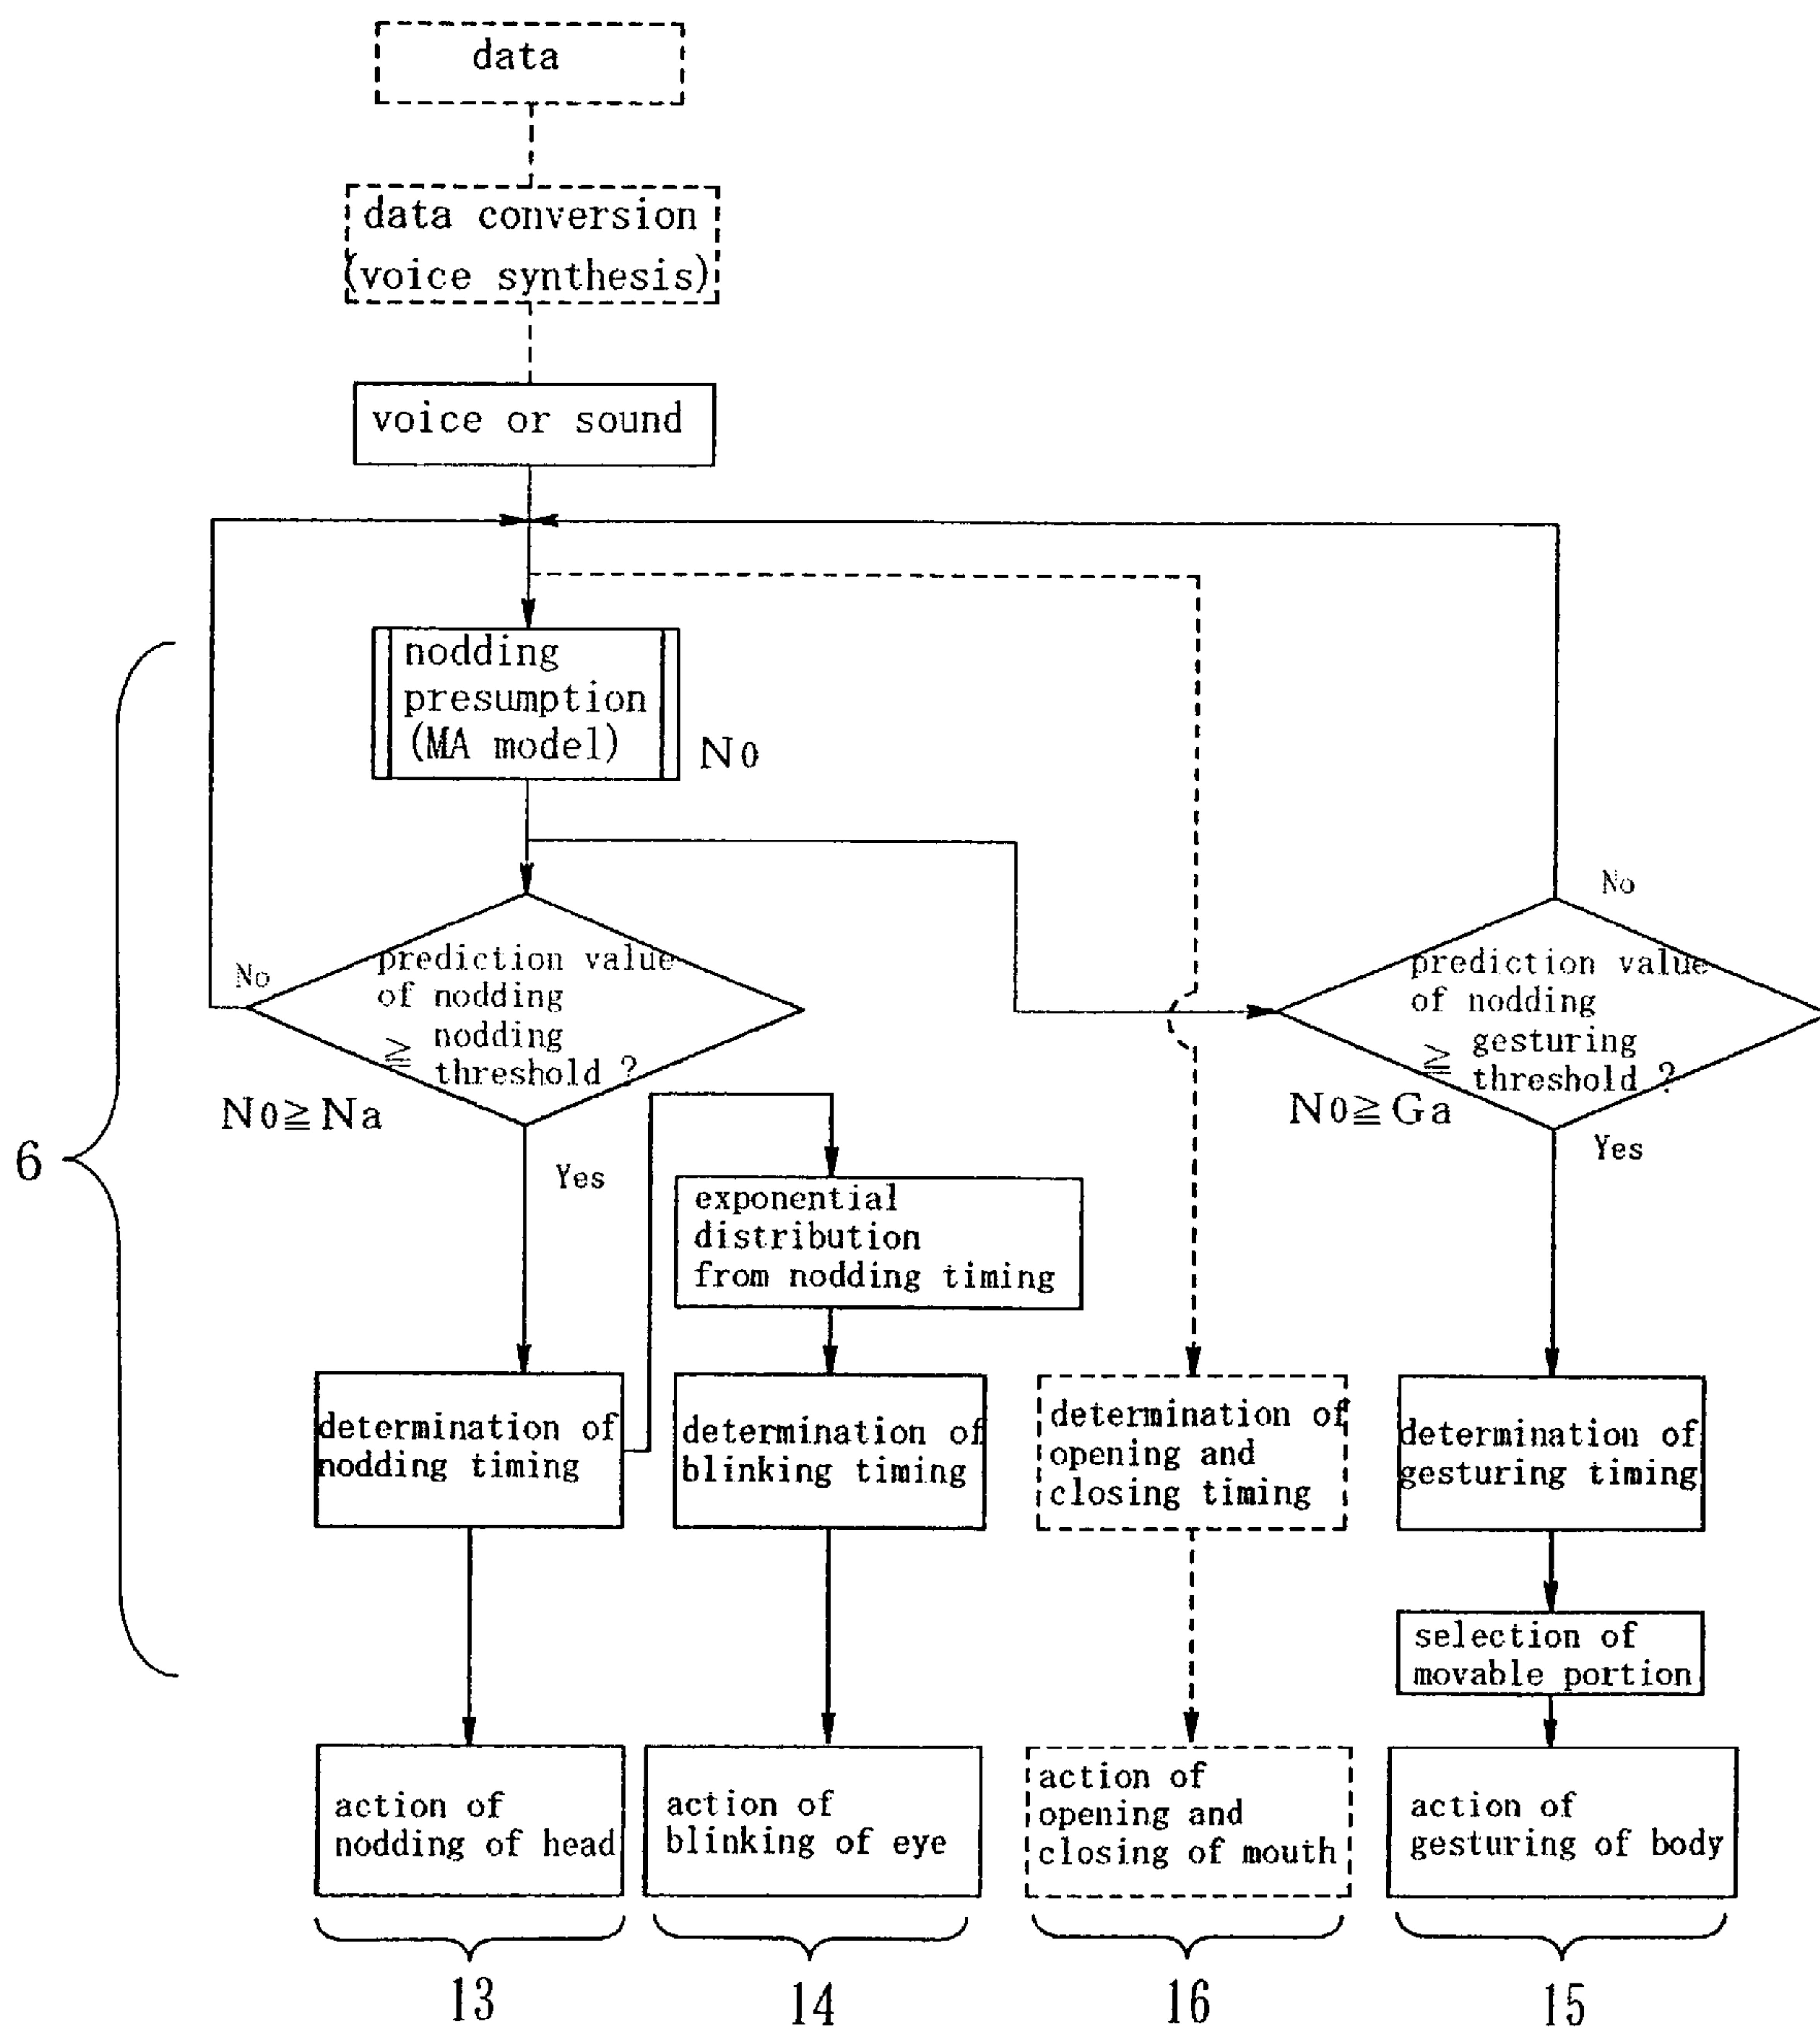 data
data conversion
(voice synthesis)
voice or sound
nodding
presumption
(MA model)
N0
No
prediction value
of nodding
≧ nodding
threshold ?
N0≧Na
Yes
No
prediction value
of nodding
≧ gesturing
threshold ?
N0≧Ga
Yes
6
exponential
distribution
from nodding timing
determination of
nodding timing
determination of
blinking timing
determination of
opening and
closing timing
determination of
gesturing timing
selection of
movable portion
action of
nodding of head
action of
blinking of eye
action of
opening and
closing of mouth
action of
gesturing of body
13
14
16
15